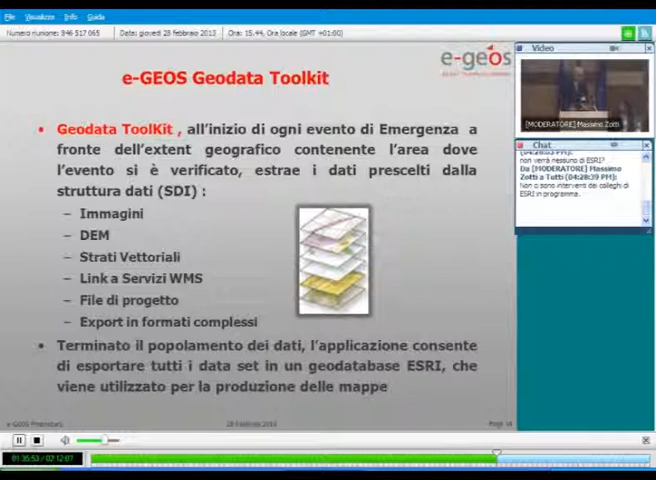 File Visualizza Info Guida
Numero riunione: 846 517 065 Data: giovedì 28 febbraio 2013 Ora: 15.44, Ora locale (GMT +01:00)
e-geos
e-GEOS Geodata Toolkit
• Geodata ToolKit , all’inizio di ogni evento di Emergenza a
fronte dell’extent geografico contenente l’area dove
l’evento si è verificato, estrae i dati prescelti dalla
struttura dati (SDI) :
– Immagini
– DEM
– Strati Vettoriali
– Link a Servizi WMS
– File di progetto
– Export in formati complessi
• Terminato il popolamento dei dati, l’applicazione consente
di esportare tutti i data set in un geodatabase ESRI, che
viene utilizzato per la produzione delle mappe
e-GEOS Proprietary 28 Febbraio 2013
Video
[MODERATORE] Massimo Zotti
Chat
non verrà nessuno di ESRI?
Da [MODERATORE] Massimo
Zotti a Tutti (04:28:39 PM):
Non ci sono interventi dei colleghi di
ESRI in programma.
01:35:53 / 02:12:07